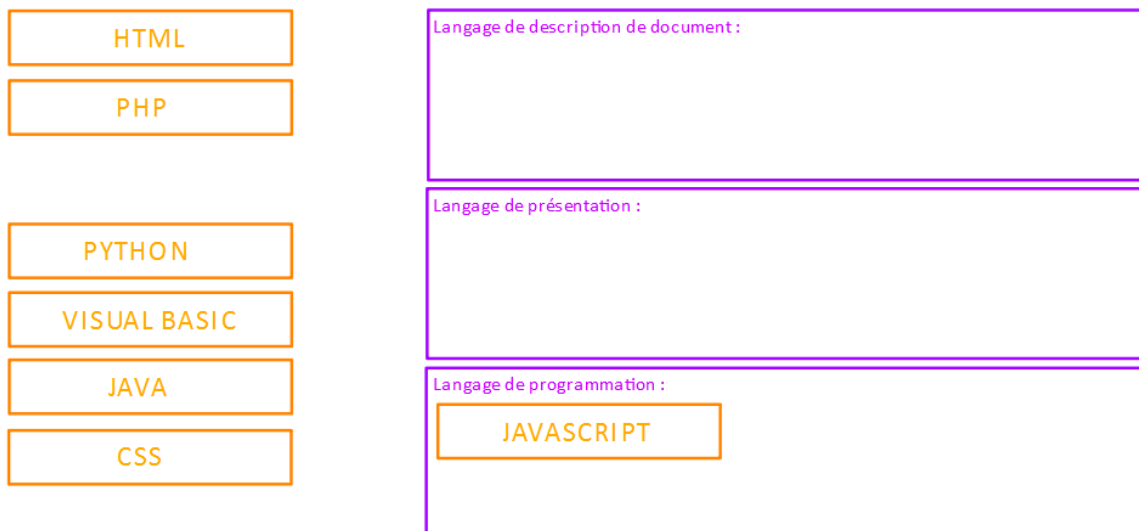 HTML
PHP
PYTHON
VISUAL BASIC
JAVA
CSS
Langage de description de document :
Langage de présentation :
Langage de programmation :
JAVASCRIPT